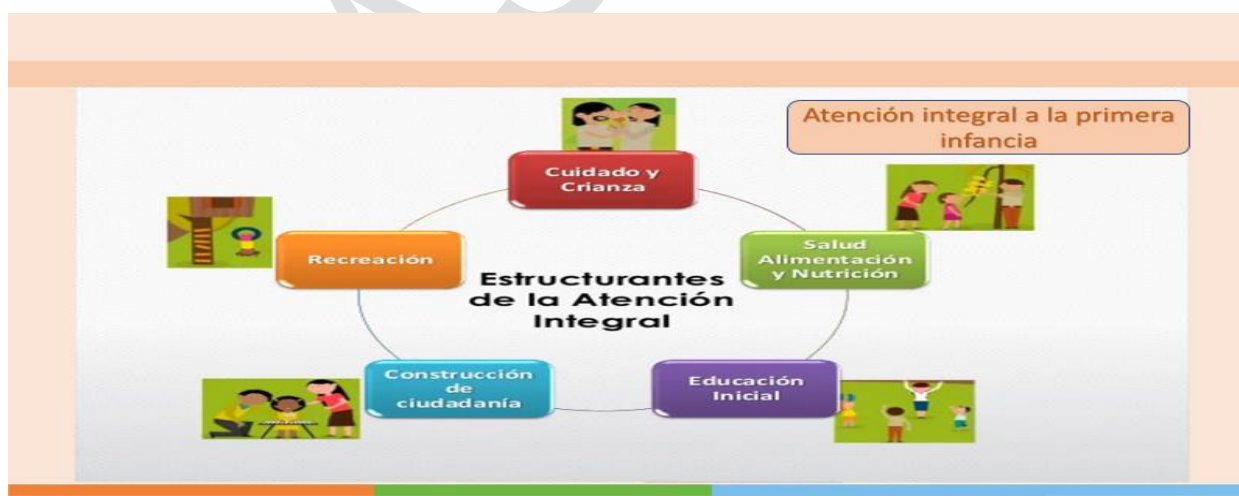 Atención integral a la primera
infancia
Cuidado y
Crianza
Salud
Alimentación
y Nutrición
Recreación
Estructurantes
de la Atención
Integral
Construcción
de
ciudadanía
Educación
Inicial